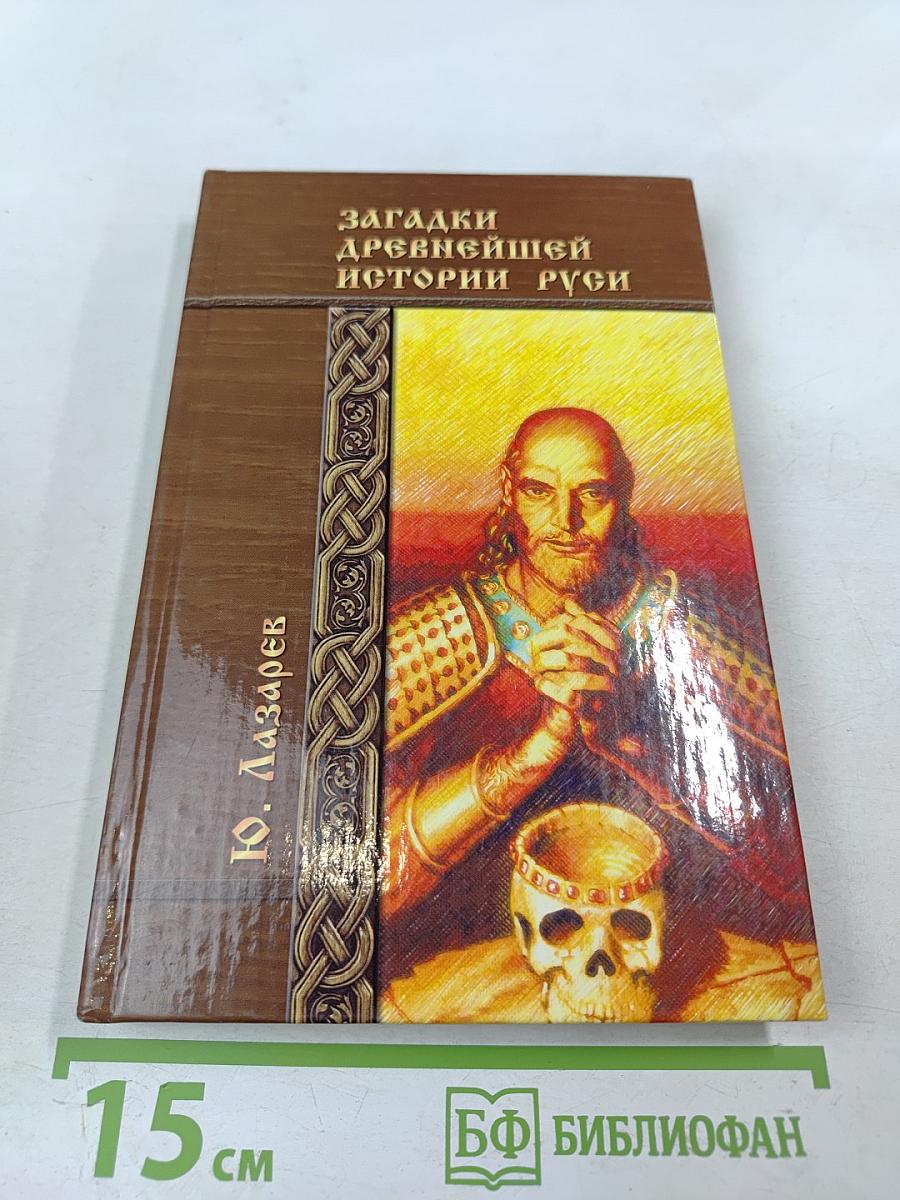 ЗАГАДКИ
ДРЕВНЕЙШЕЙ
ИСТОРИИ РУСИ
Ю. Лазарев
15 см
БФ БИБЛИОФАН